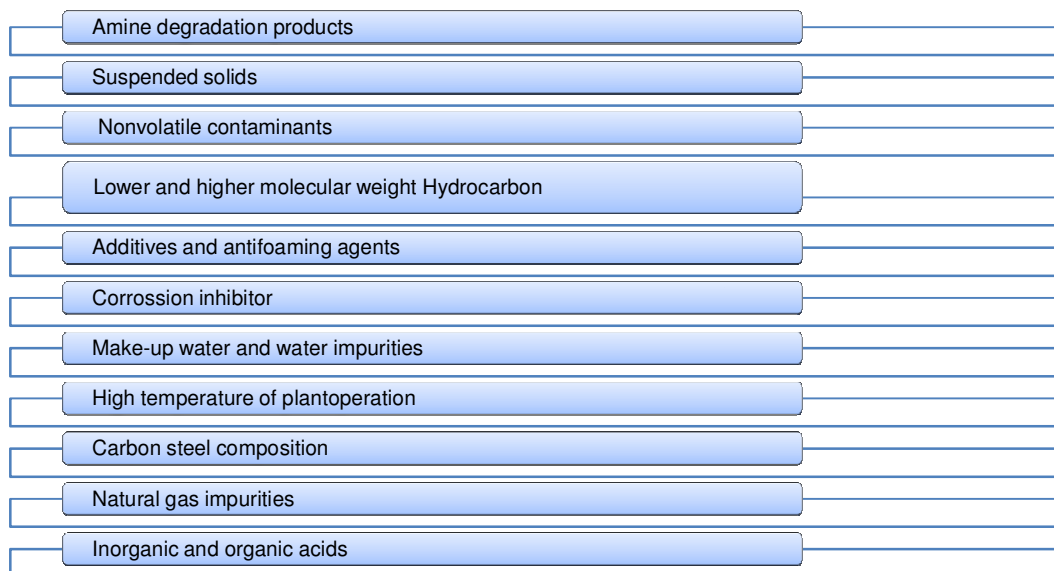 Amine degradation products
Suspended solids
Nonvolatile contaminants
Lower and higher molecular weight Hydrocarbon
Additives and antifoaming agents
Corrossion inhibitor
Make-up water and water impurities
High temperature of plantoperation
Carbon steel composition
Natural gas impurities
Inorganic and organic acids